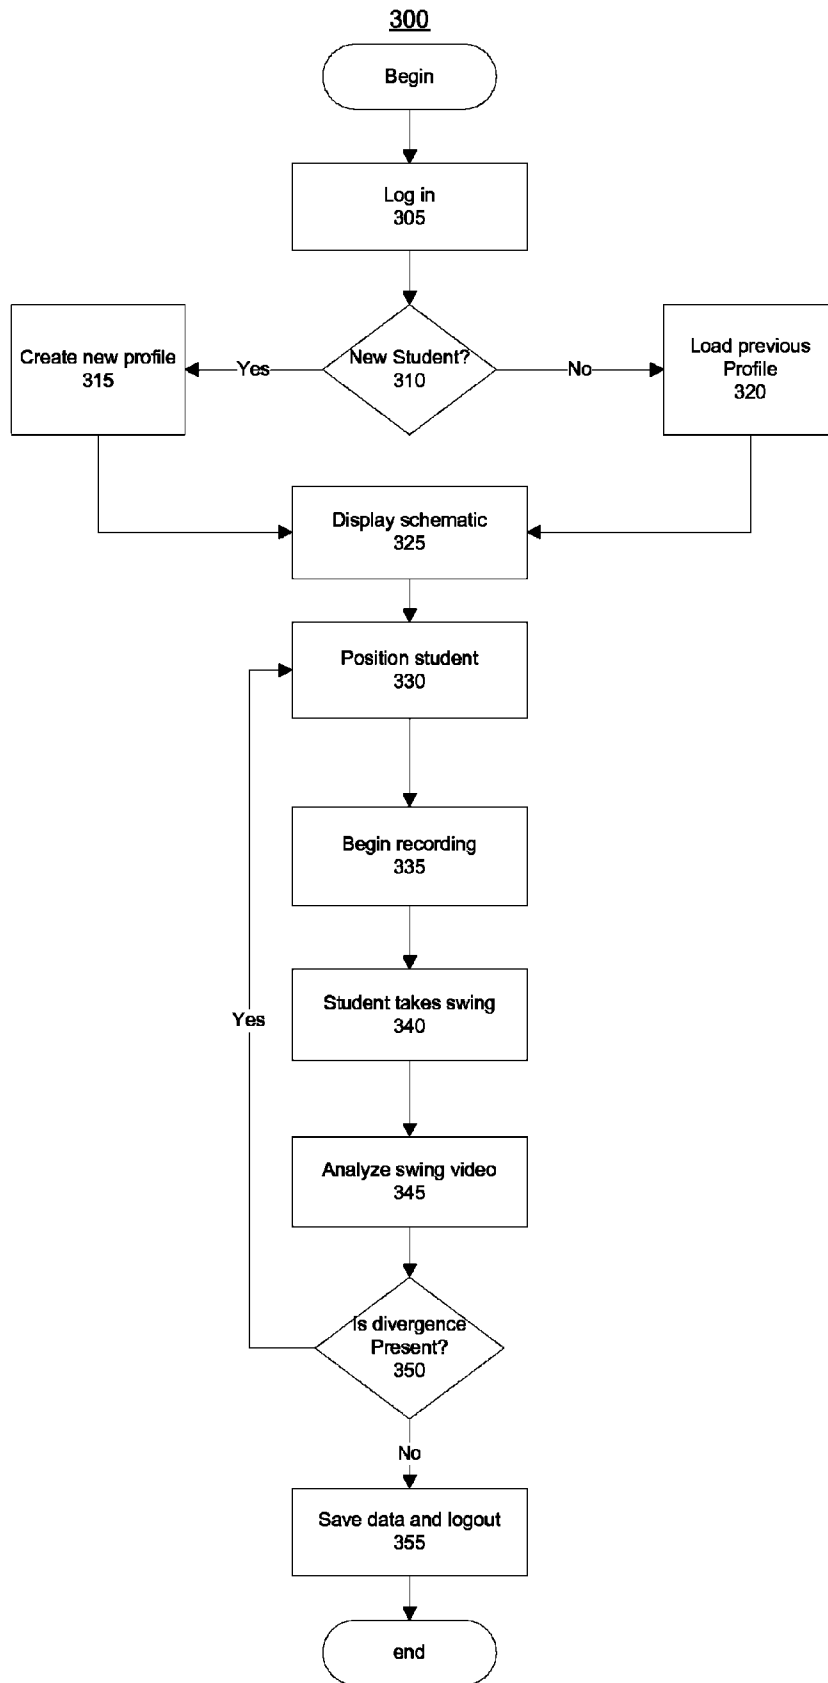 300
Begin
Log in
305
New Student?
310
Yes
No
Create new profile
315
Load previous
Profile
320
Display schematic
325
Position student
330
Begin recording
335
Student takes swing
340
Yes
Analyze swing video
345
Is divergence
Present?
350
No
Save data and logout
355
end